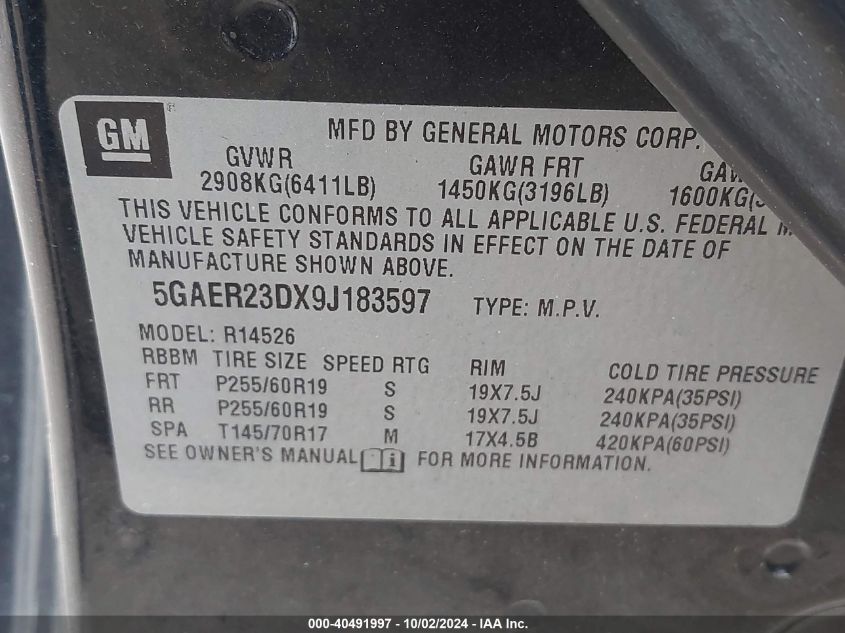 GM
MFD BY GENERAL MOTORS CORP.
GVWR GAWR FRT
2908KG(6411LB) 1450KG(3196LB) 1600KG(
THIS VEHICLE CONFORMS TO ALL APPLICABLE U.S. FEDERAL
VEHICLE SAFETY STANDARDS IN EFFECT ON THE DATE OF
MANUFACTURE SHOWN ABOVE.
5GAER23DX9J183597 TYPE: M.P.V.
MODEL: R14526
RBBM TIRE SIZE SPEED RTG RIM COLD TIRE PRESSURE
FRT P255/60R19 S 19X7.5J 240KPA(35PSI)
RR P255/60R19 S 19X7.5J 240KPA(35PSI)
SPA T145/70R17 M 17X4.5B 420KPA(60PSI)
SEE OWNER'S MANUAL i FOR MORE INFORMATION.
000-40491997 - 10/02/2024 - IAA Inc.